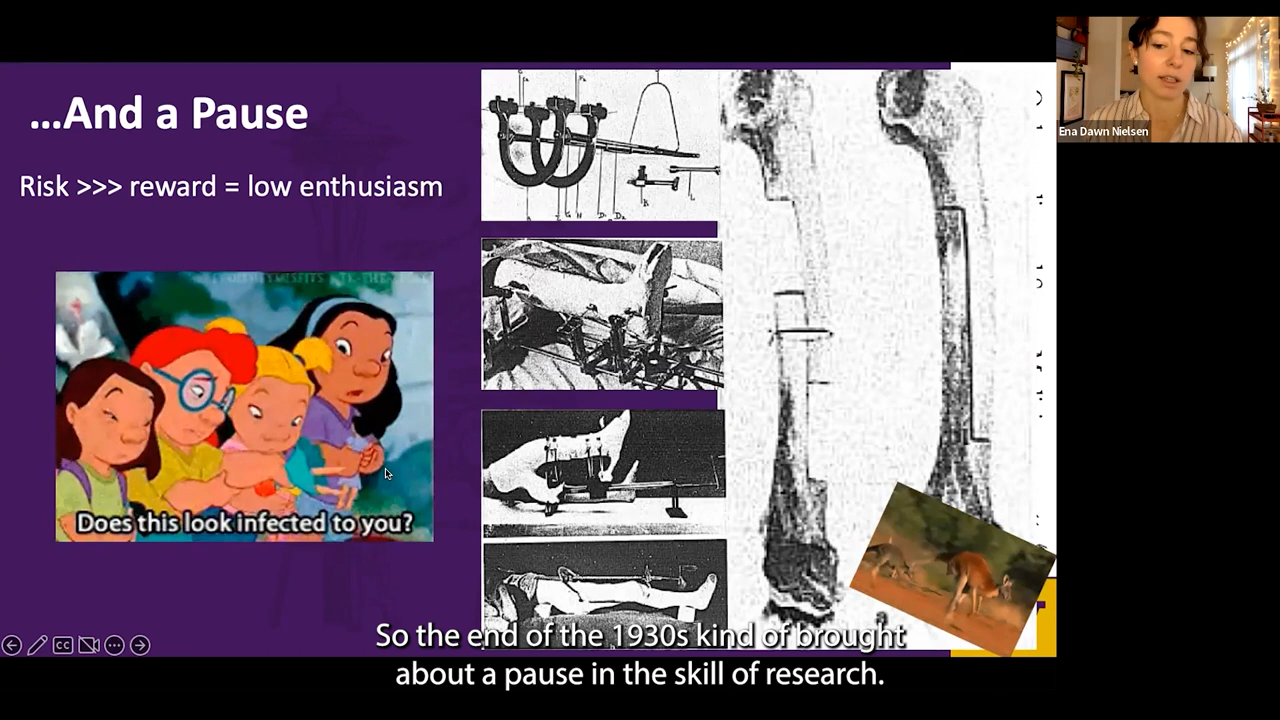 ...And a Pause
Risk >>> reward = low enthusiasm
Does this look infected to you?
Ena Dawn Nielsen
CC
So the end of the 1930s kind of brought
about a pause in the skill of research.